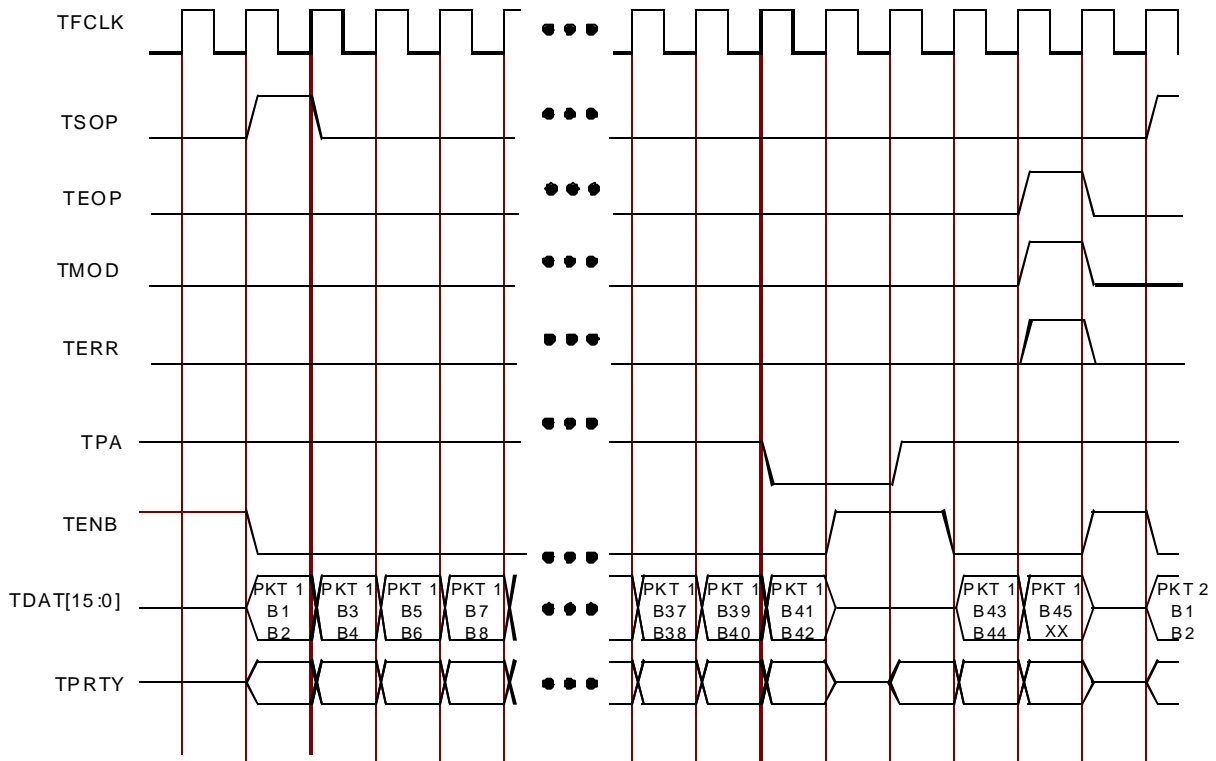 TFCLK
TSOP
TEOP
TMOD
TERR
TPA
TENB
TDAT[15:0]
PKT 1
B1
B2
PKT 1
B3
B4
PKT 1
B5
B6
PKT 1
B7
B8
PKT 1
B37
B38
PKT 1
B39
B40
PKT 1
B41
B42
PKT 1
B43
B44
PKT 1
B45
XX
PKT 2
B1
B2
TPRTY